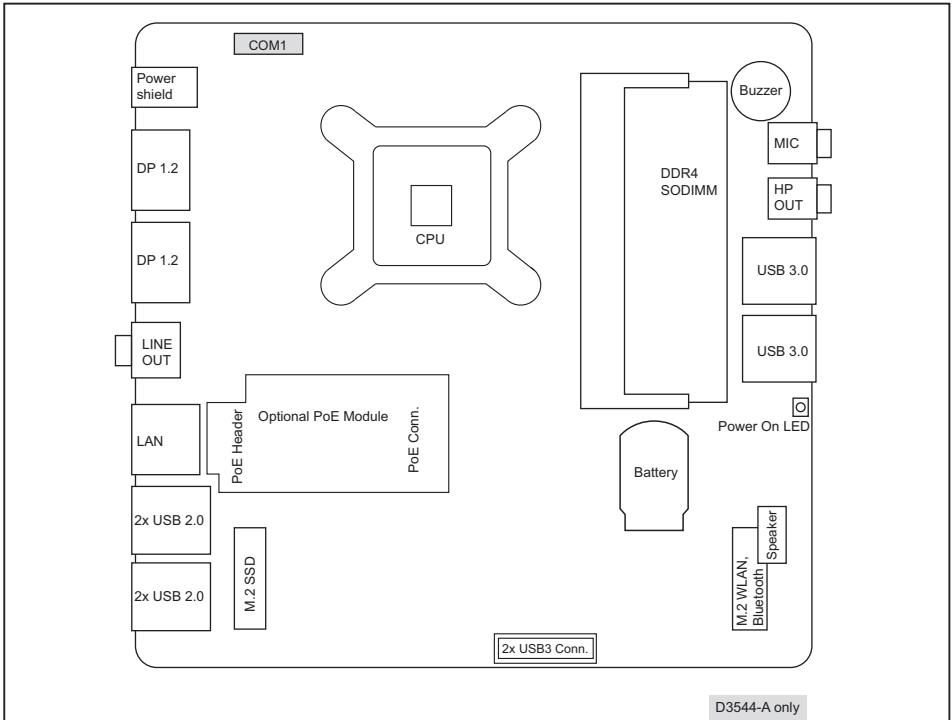 COM1
Power
shield
Buzzer
DP 1.2
MIC
DDR4
SODIMM
HP
OUT
CPU
DP 1.2
USB 3.0
LINE
OUT
USB 3.0
Optional PoE Module
PoE Header
PoE Conn.
Power On LED
LAN
Battery
2x USB 2.0
Speaker
M.2 SSD
M.2 WLAN,
Bluetooth
2x USB 2.0
2x USB3 Conn.
D3544-A only